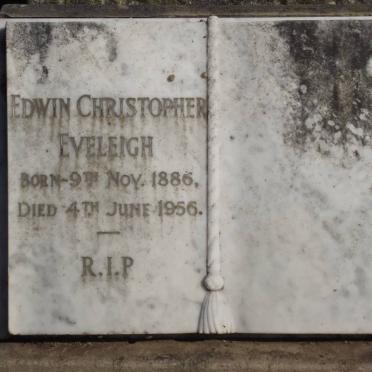 Edwin Christopher
Eveleigh
Born-9th Nov. 1886,
Died 4th June 1956.
R.I.P